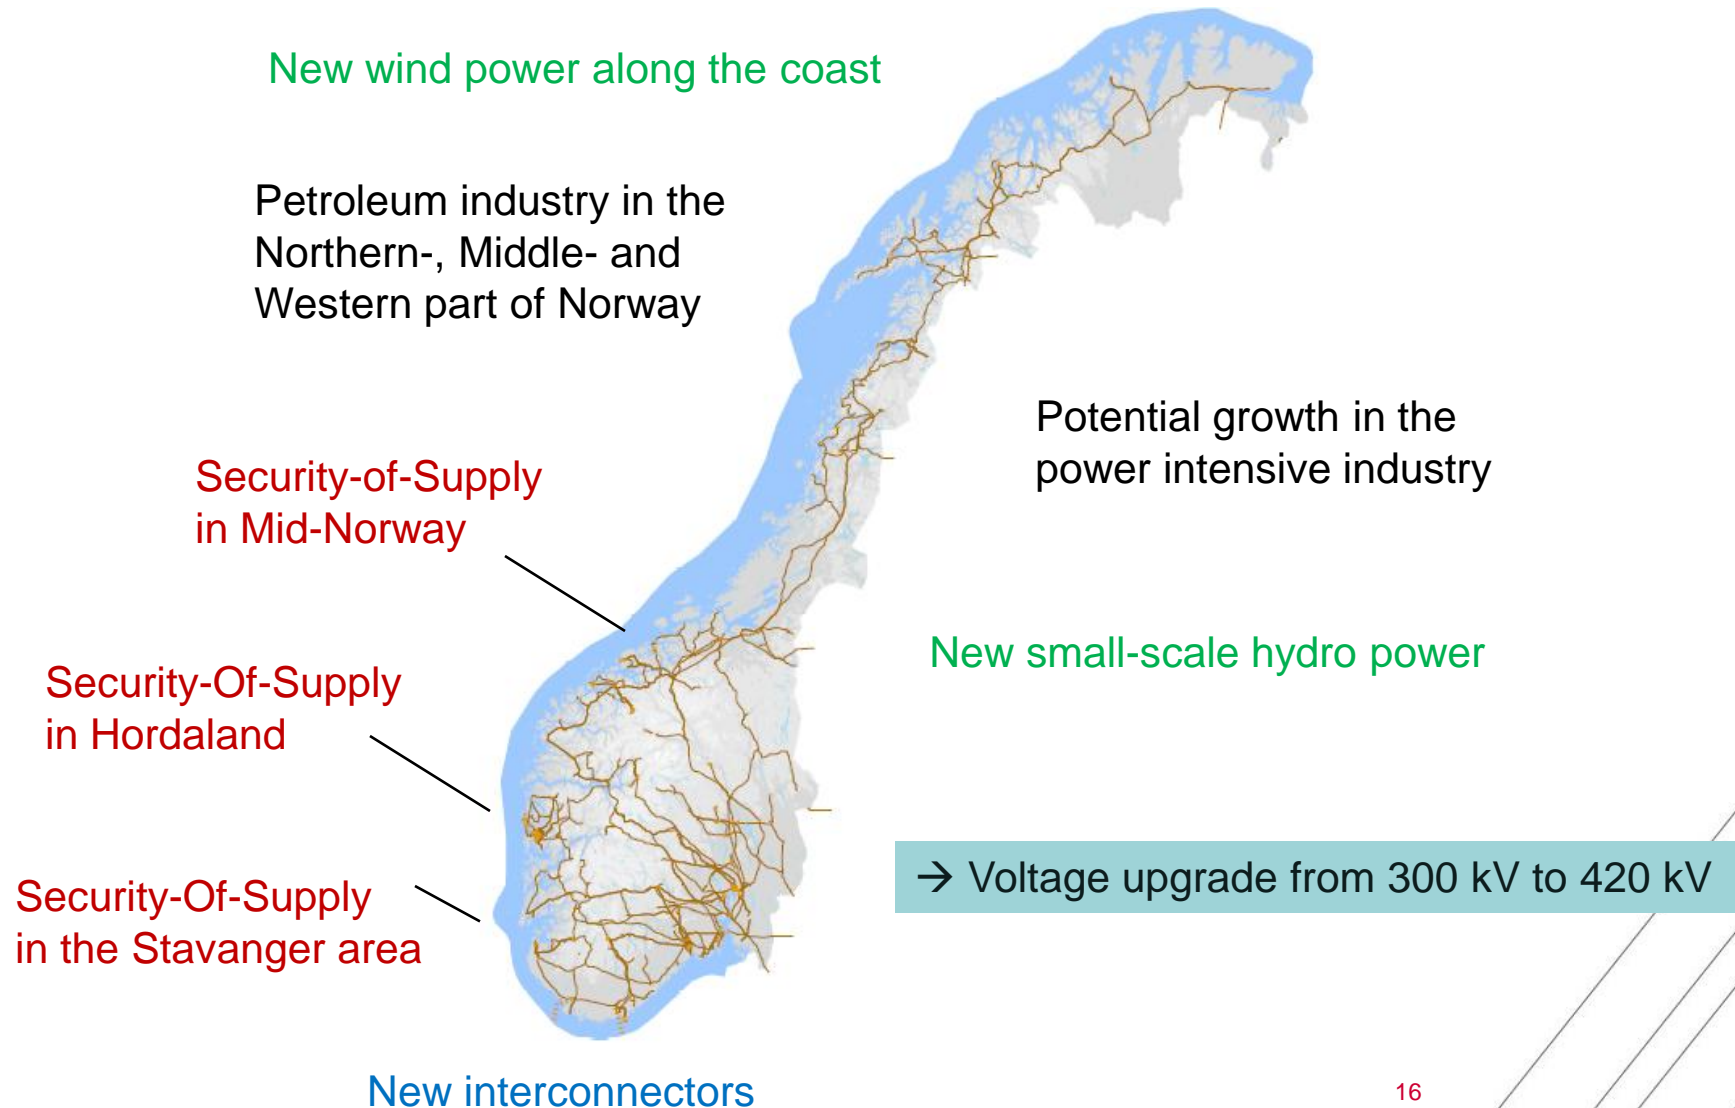 New wind power along the coast
Petroleum industry in the
Northern-, Middle- and
Western part of Norway
Potential growth in the
power intensive industry
Security-of-Supply
in Mid-Norway
New small-scale hydro power
Security-Of-Supply
in Hordaland
→ Voltage upgrade from 300 kV to 420 kV
Security-Of-Supply
in the Stavanger area
New interconnectors
16